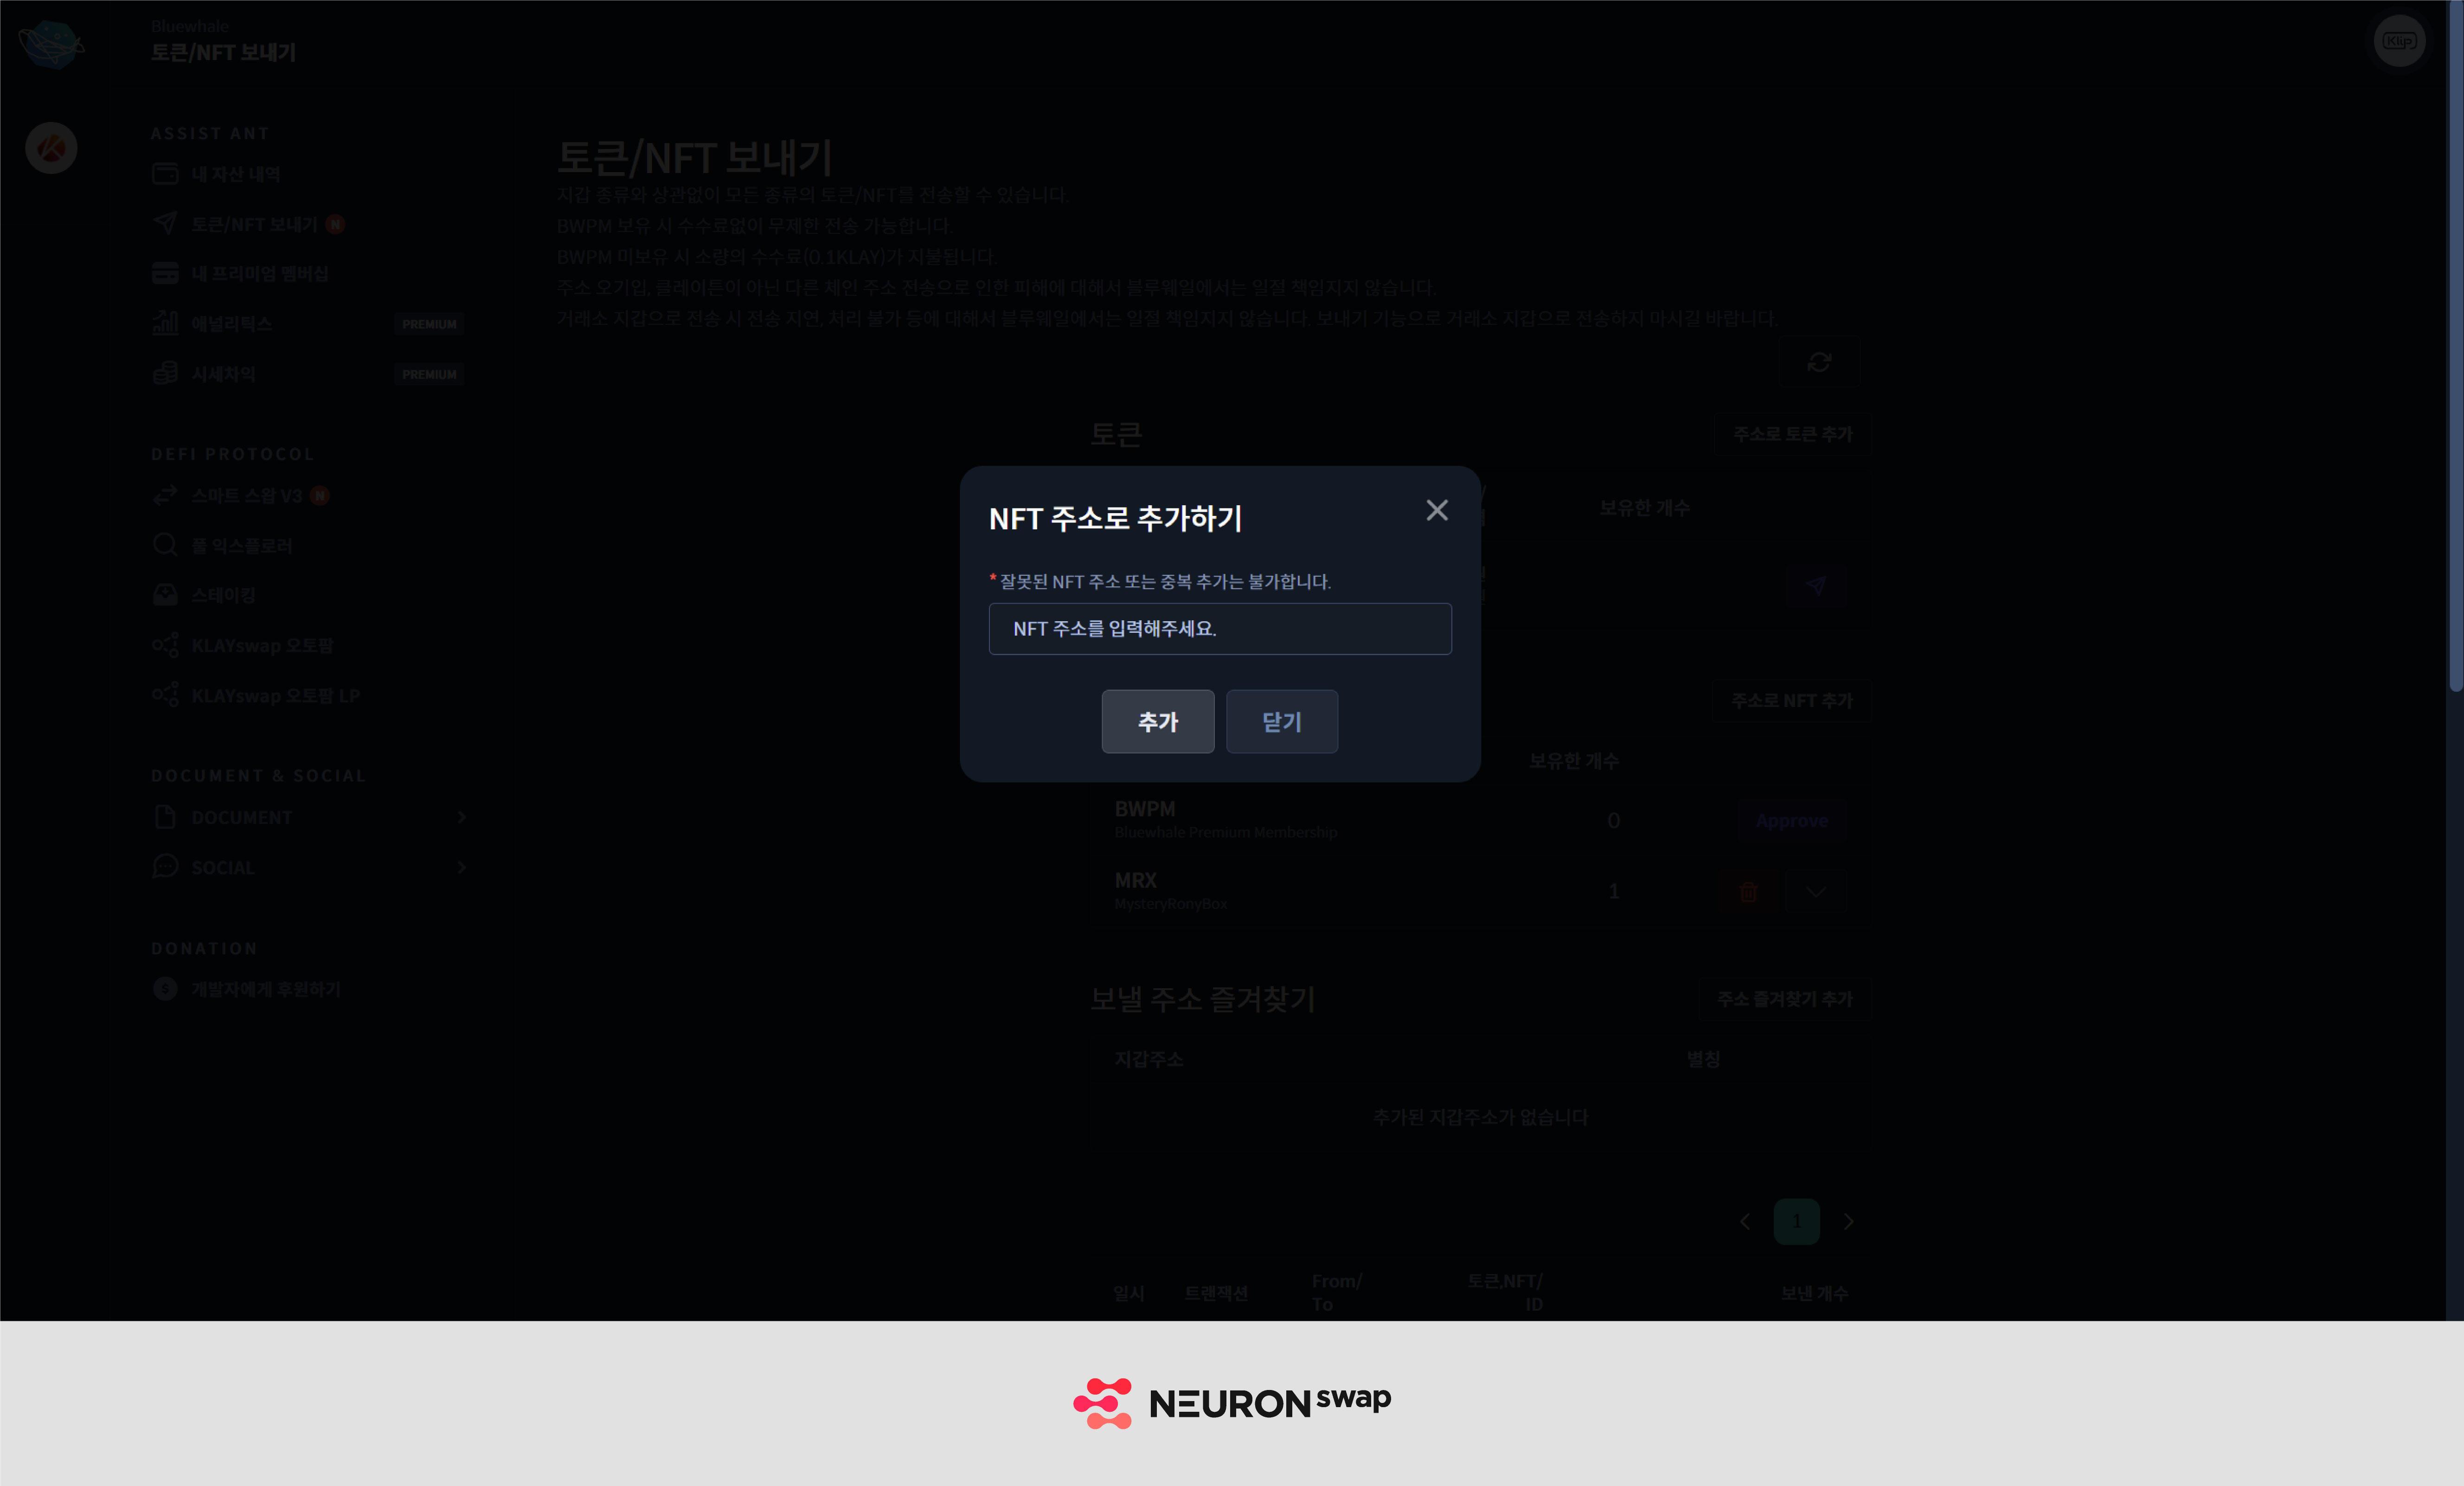 Bluewhale
토큰/NFT 보내기
Klip
ASSIST ANT
내 자산 내역
토큰/NFT 보내기 N
내 프리미엄 멤버십
애널리틱스 PREMIUM
시세차익 PREMIUM
DEFI PROTOCOL
스마트 스왑 V3 N
풀 익스플로러
스테이킹
KLAYswap 오토팜
KLAYswap 오토팜 LP
DOCUMENT & SOCIAL
DOCUMENT
SOCIAL
DONATION
개발자에게 후원하기
토큰/NFT 보내기
지갑 종류와 상관없이 모든 종류의 토큰/NFT를 전송할 수 있습니다.
BWPM 보유 시 수수료없이 무제한 전송 가능합니다.
BWPM 미보유 시 소량의 수수료(0.1KLAY)가 지불됩니다.
주소 오기입, 클레이튼이 아닌 다른 체인 주소 전송으로 인한 피해에 대해서 블루웨일에서는 일절 책임지지 않습니다.
거래소 지갑으로 전송 시 전송 지연, 처리 불가 등에 대해서 블루웨일에서는 일절 책임지지 않습니다. 보내기 기능으로 거래소 지갑으로 전송하지 마시길 바랍니다.
토큰 주소로 토큰 추가
보유한 개수
NFT 주소로 추가하기
* 잘못된 NFT 주소 또는 중복 추가는 불가합니다.
NFT 주소를 입력해주세요.
추가 닫기
주소로 NFT 추가
보유한 개수
BWPM
Bluewhale Premium Membership
0 Approve
MRX
MysteryRonyBox
1
보낼 주소 즐겨찾기 주소 즐겨찾기 추가
지갑주소 별칭
추가된 지갑주소가 없습니다
1
일시 트랜잭션 From/ To 토큰,NFT/ ID 보낸 개수
NEURON swap